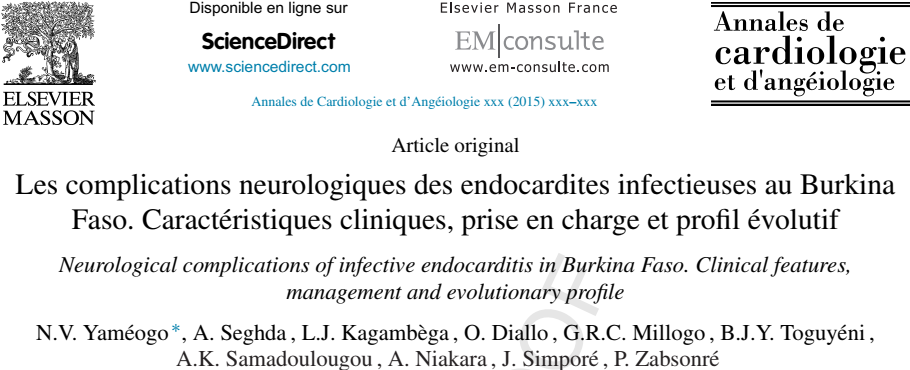 Disponible en ligne sur
ScienceDirect
www.sciencedirect.com
Elsevier Masson France
EM|consulte
www.em-consulte.com
ELSEVIER
MASSON
Annales de
cardiologie
et d'angéiologie
Annales de Cardiologie et d'Angéiologie xxx (2015) xxx–xxx
Article original
Les complications neurologiques des endocardites infectieuses au Burkina
Faso. Caractéristiques cliniques, prise en charge et profil évolutif
Neurological complications of infective endocarditis in Burkina Faso. Clinical features,
management and evolutionary profile
N.V. Yaméogo*, A. Seghda, L.J. Kagambèga, O. Diallo, G.R.C. Millogo, B.J.Y. Toguyéni,
A.K. Samadoulougou, A. Niakara, J. Simporé, P. Zabsonré